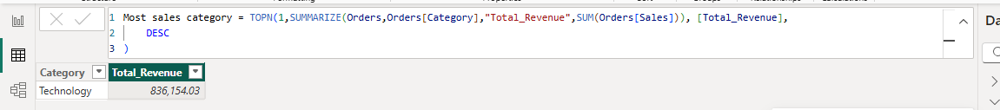 1 Most sales category = TOPN(1,SUMMARIZE(Orders,Orders[Category],"Total_Revenue",SUM(Orders[Sales])), [Total_Revenue],
2 DESC
3 )
Da
Category Total_Revenue
Technology 836,154.03